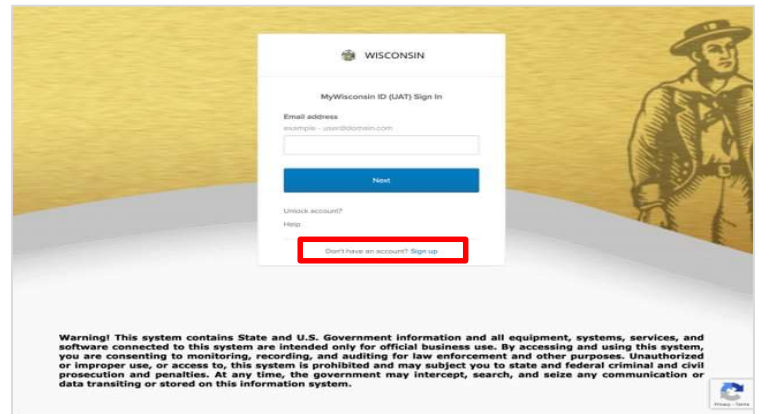 WISCONSIN
MyWisconsin ID (UAT) Sign In
Email address
example - user@domain.com
Next
Unlock account?
Help
Don't have an account? Sign up
Warning! This system contains State and U.S. Government information and all equipment, systems, services, and
software connected to this system are intended only for official business use. By accessing and using this system,
you are consenting to monitoring, recording, and auditing for law enforcement and other purposes. Unauthorized
or improper use, or access to, this system is prohibited and may subject you to state and federal criminal and civil
prosecution and penalties. At any time, the government may intercept, search, and seize any communication or
data transiting or stored on this information system.
Privacy - Terms